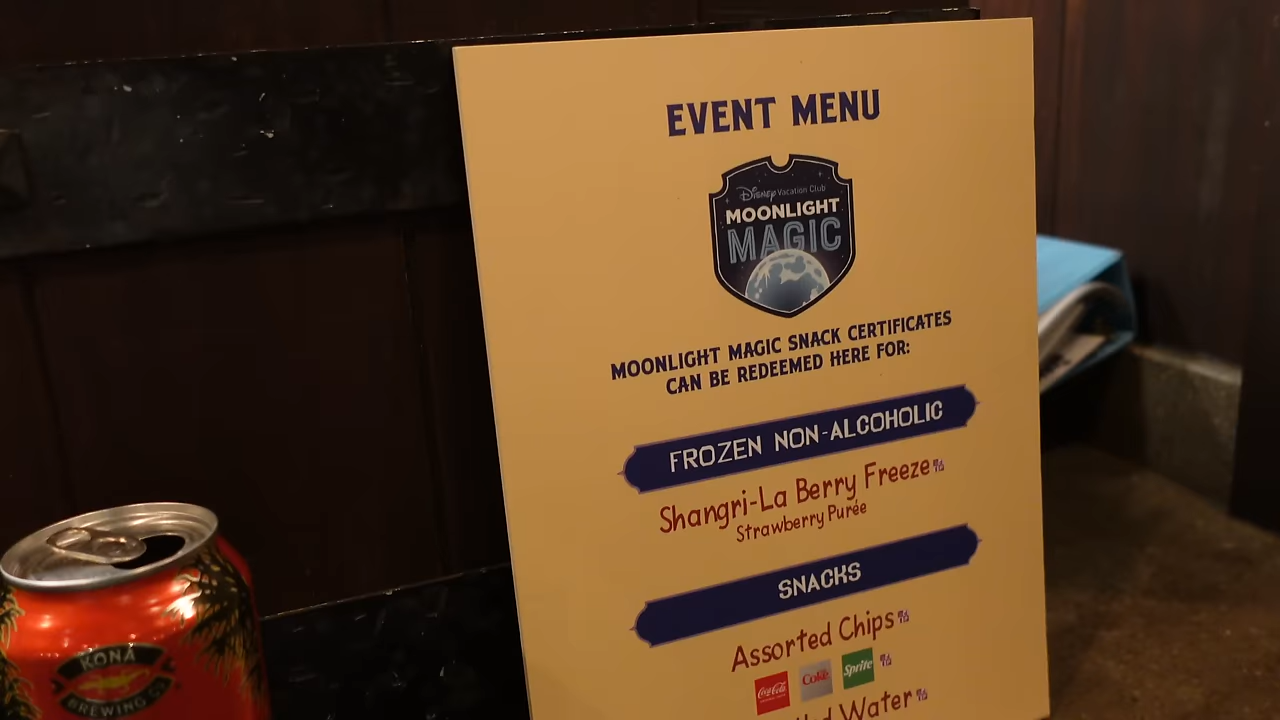 EVENT MENU
Disney Vacation Club
MOONLIGHT
MAGIC
MOONLIGHT MAGIC SNACK CERTIFICATES
CAN BE REDEEMED HERE FOR:
FROZEN NON-ALCOHOLIC
Shangri-La Berry Freeze
Strawberry Purée
SNACKS
Assorted Chips
Coca-Cola Coke Sprite
Water
KONA
BREWING CO